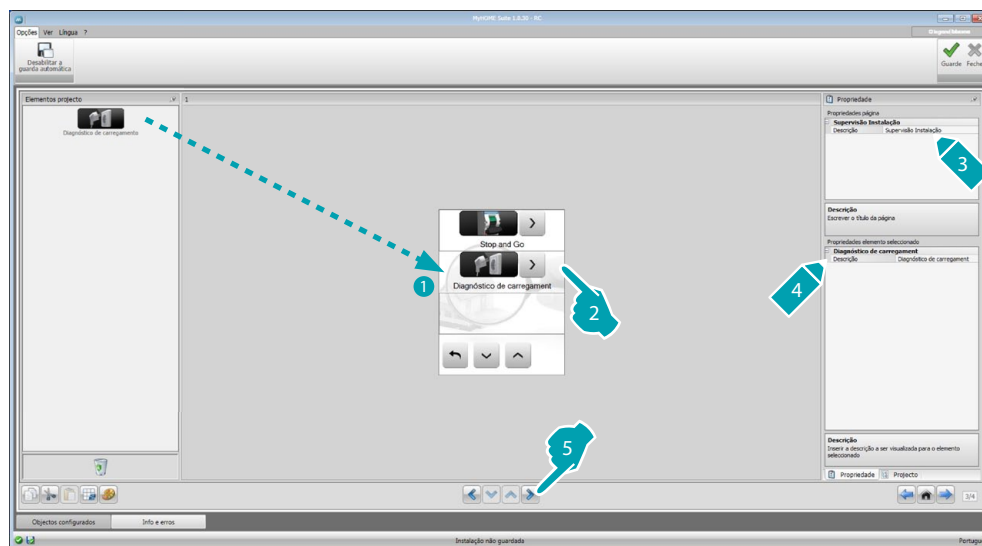 MyHOME Suite 1.0.30 - BC
Opções Ver Língua ?
Desabilitar a
guarda automática
Guarde Feche
Elementos projecto
1
Propriedade
Diagnóstico de carregamento
Propriedades página
Supervisão Instalação
Descrição Supervisão Instalação
3
Descrição
Escrever o título da página
Stop and Go
Propriedades elemento seleccionado
Diagnóstico de carregament
Descrição Diagnóstico de carregament
1
Diagnóstico de carregament
2
4
5
Descrição
Inserir a descrição a ser visualizada para o elemento
seleccionado
Propriedade Projecto
3/4
Objectos configurados Info e erros
Instalação não guardada
Portugu